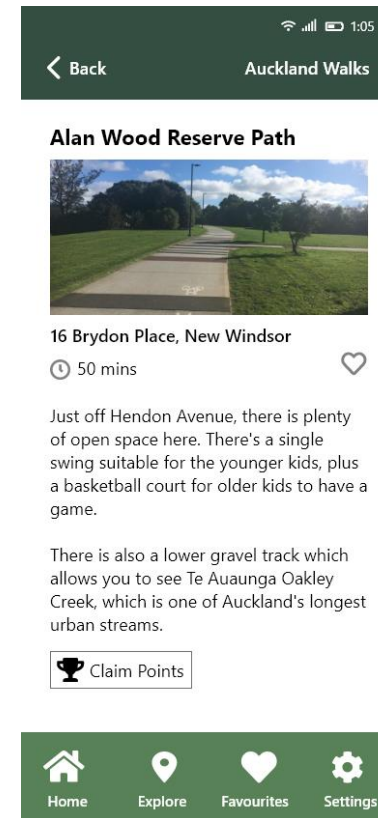 1:05
Back
Auckland Walks
Alan Wood Reserve Path
16 Brydon Place, New Windsor
50 mins
Just off Hendon Avenue, there is plenty
of open space here. There's a single
swing suitable for the younger kids, plus
a basketball court for older kids to have a
game.
There is also a lower gravel track which
allows you to see Te Auaunga Oakley
Creek, which is one of Auckland's longest
urban streams.
Claim Points
Home
Explore
Favourites
Settings